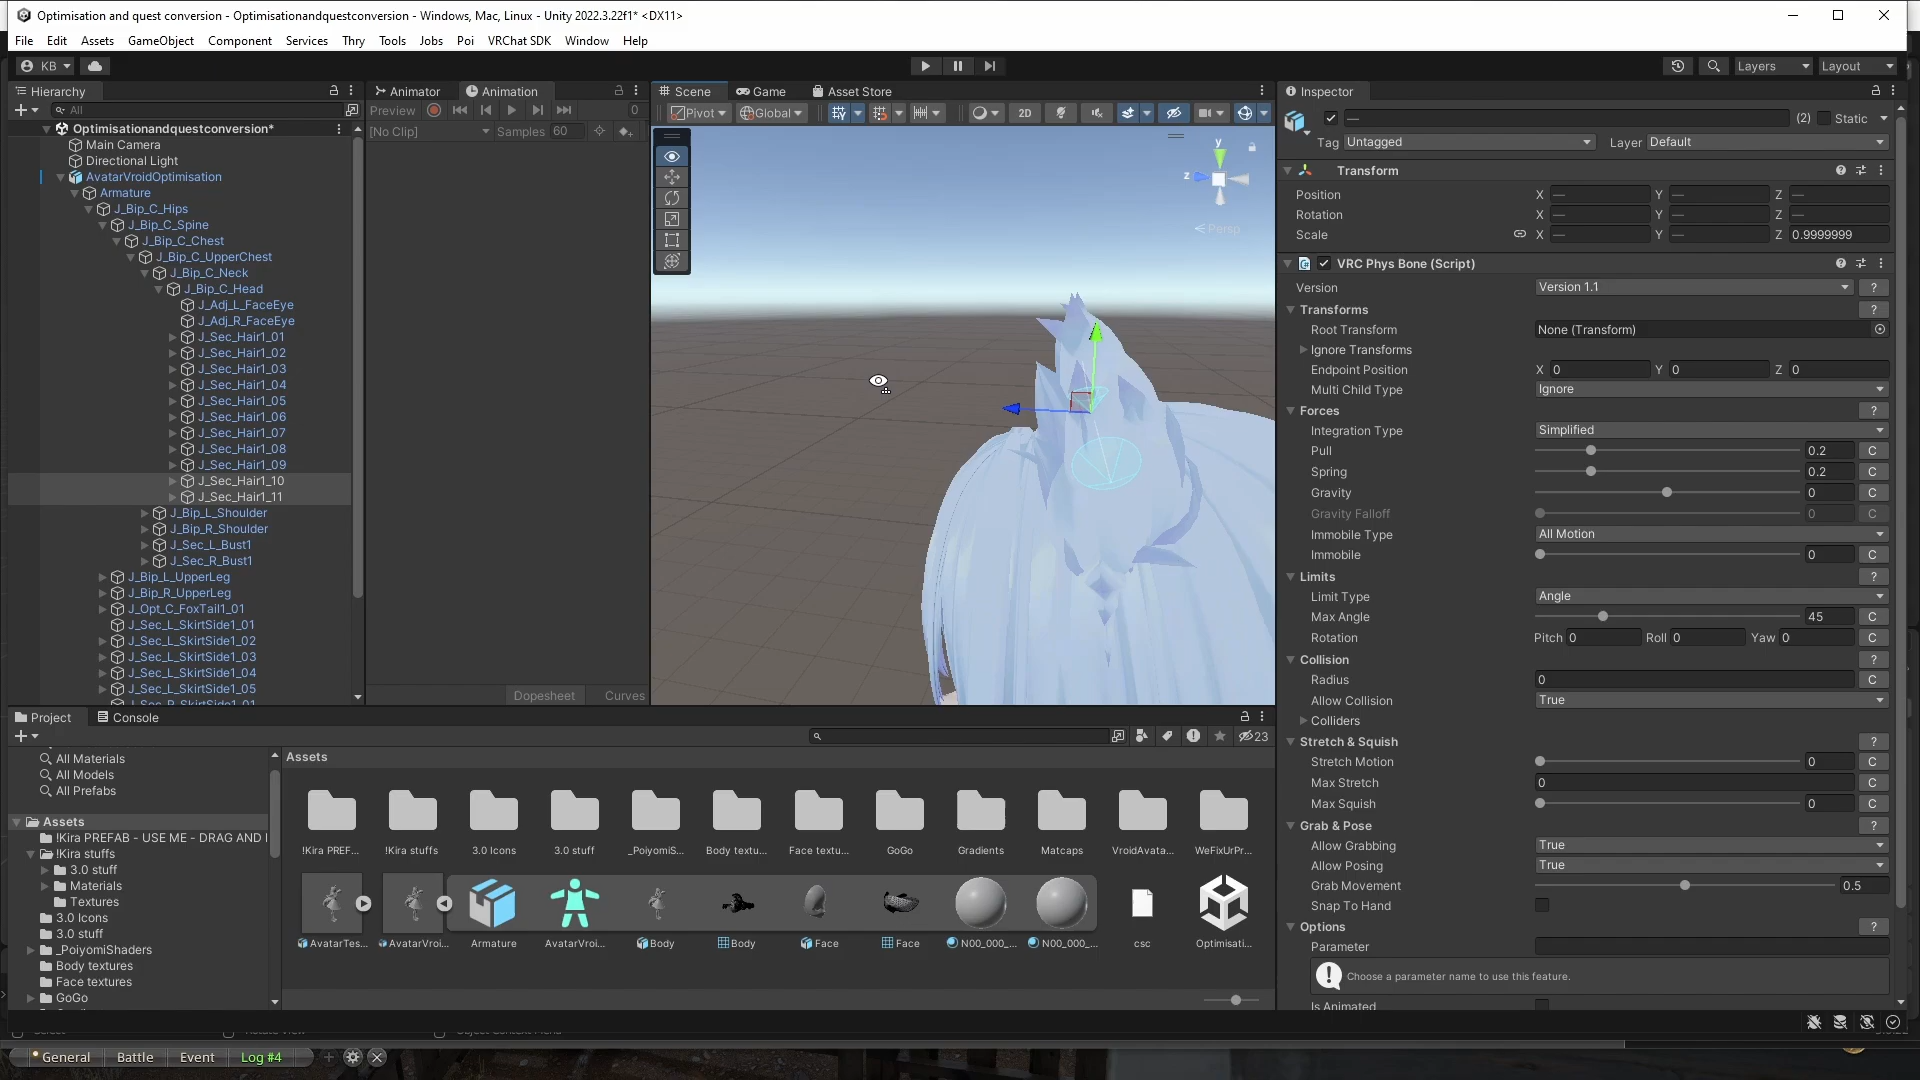 Optimisation and quest conversion - Optimisationandquestconversion - Windows, Mac, Linux - Unity 2022.3.22f1* <DX11>
File Edit Assets GameObject Component Services Thry Tools Jobs Poi VRChat SDK Window Help
KB Layers Layout
Hierarchy
All
Optimisationandquestconversion*
Main Camera
Directional Light
AvatarVroidOptimisation
Armature
J_Bip_C_Hips
J_Bip_C_Spine
J_Bip_C_Chest
J_Bip_C_UpperChest
J_Bip_C_Neck
J_Bip_C_Head
J_Adj_L_FaceEye
J_Adj_R_FaceEye
J_Sec_Hair1_01
J_Sec_Hair1_02
J_Sec_Hair1_03
J_Sec_Hair1_04
J_Sec_Hair1_05
J_Sec_Hair1_06
J_Sec_Hair1_07
J_Sec_Hair1_08
J_Sec_Hair1_09
J_Sec_Hair1_10
J_Sec_Hair1_11
J_Bip_L_Shoulder
J_Bip_R_Shoulder
J_Sec_L_Bust1
J_Sec_R_Bust1
J_Bip_L_UpperLeg
J_Bip_R_UpperLeg
J_Opt_C_FoxTail1_01
J_Sec_L_SkirtSide1_01
J_Sec_L_SkirtSide1_02
J_Sec_L_SkirtSide1_03
J_Sec_L_SkirtSide1_04
J_Sec_L_SkirtSide1_05
Animator Animation
Preview 0
[No Clip] Samples 60
Dopesheet Curves
Scene Game Asset Store
Pivot Global 2D
y
z
Persp
Inspector
— (2) Static
Tag Untagged Layer Default
Transform
Position X — Y — Z —
Rotation X — Y — Z —
Scale X — Y — Z 0.9999999
VRC Phys Bone (Script)
Version Version 1.1 ?
Transforms ?
Root Transform None (Transform)
Ignore Transforms
Endpoint Position X 0 Y 0 Z 0
Multi Child Type Ignore
Forces ?
Integration Type Simplified
Pull 0.2 C
Spring 0.2 C
Gravity 0 C
Gravity Falloff 0 C
Immobile Type All Motion
Immobile 0 C
Limits ?
Limit Type Angle
Max Angle 45 C
Rotation Pitch 0 Roll 0 Yaw 0 C
Collision ?
Radius 0 C
Allow Collision True
Colliders
Stretch & Squish ?
Stretch Motion 0 C
Max Stretch 0 C
Max Squish 0 C
Grab & Pose ?
Allow Grabbing True
Allow Posing True
Grab Movement 0.5
Snap To Hand
Options ?
Parameter
Choose a parameter name to use this feature.
Is Animated
Project Console
23
All Materials
All Models
All Prefabs
Assets
!Kira PREFAB - USE ME - DRAG AND
!Kira stuffs
3.0 stuff
Materials
Textures
3.0 Icons
3.0 stuff
_PoiyomiShaders
Body textures
Face textures
GoGo
Assets
!Kira PREF... !Kira stuffs 3.0 Icons 3.0 stuff _PoiyomiS... Body textu... Face textu... GoGo Gradients Matcaps VroidAvata... WeFixUrPr...
AvatarTes... AvatarVroi... Armature AvatarVroi... Body Body Face Face N00_000_... N00_000_... csc Optimisati...
General Battle Event Log #4